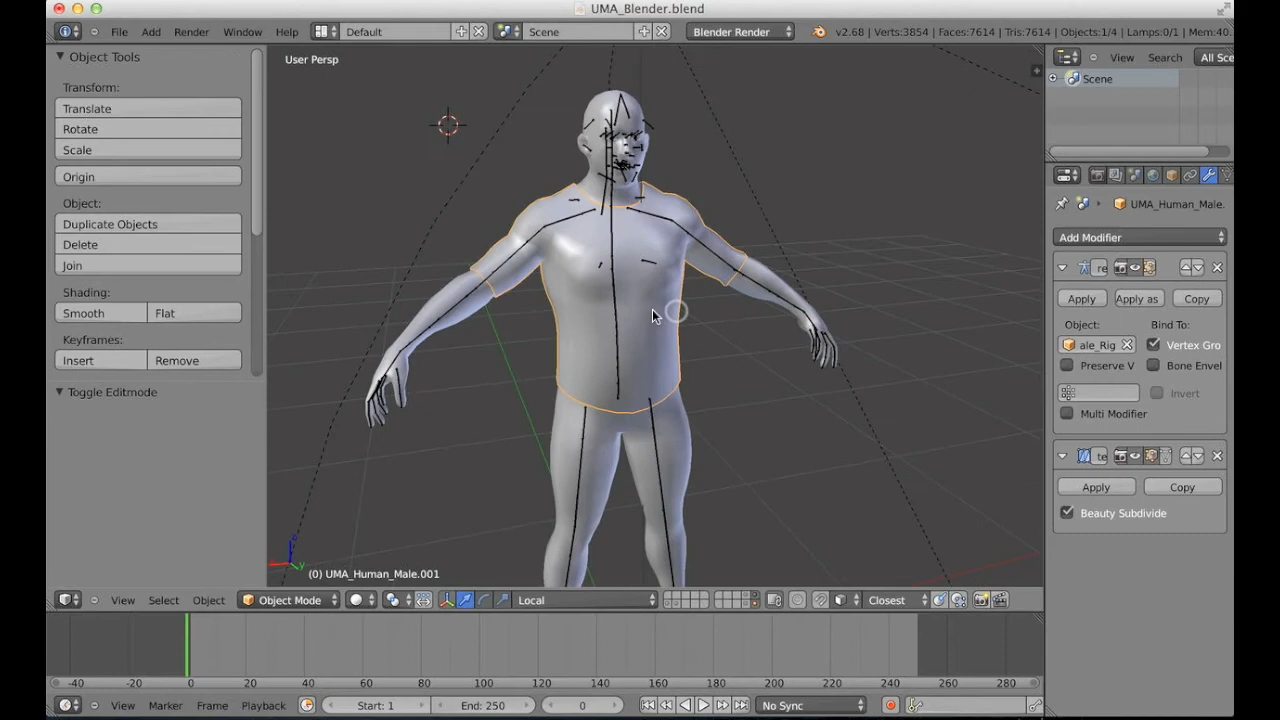 UMA_Blender.blend
File Add Render Window Help Default Scene Blender Render v2.68 | Verts:3854 | Faces:7614 | Tris:7614 | Objects:1/4 | Lamps:0/1 | Mem:40.
Object Tools
Transform:
Translate
Rotate
Scale
Origin
Object:
Duplicate Objects
Delete
Join
Shading:
Smooth Flat
Keyframes:
Insert Remove
Toggle Editmode
User Persp
(0) UMA_Human_Male.001
View Search All Sce
Scene
UMA_Human_Male.
Add Modifier
re
Apply Apply as Copy
Object: Bind To:
ale_Rig Vertex Gro
Preserve V Bone Envel
Invert
Multi Modifier
te
Apply Copy
Beauty Subdivide
View Select Object Object Mode Local Closest
-40 -20 0 20 40 60 80 100 120 140 160 180 200 220 240 260 280
View Marker Frame Playback Start: 1 End: 250 0 No Sync